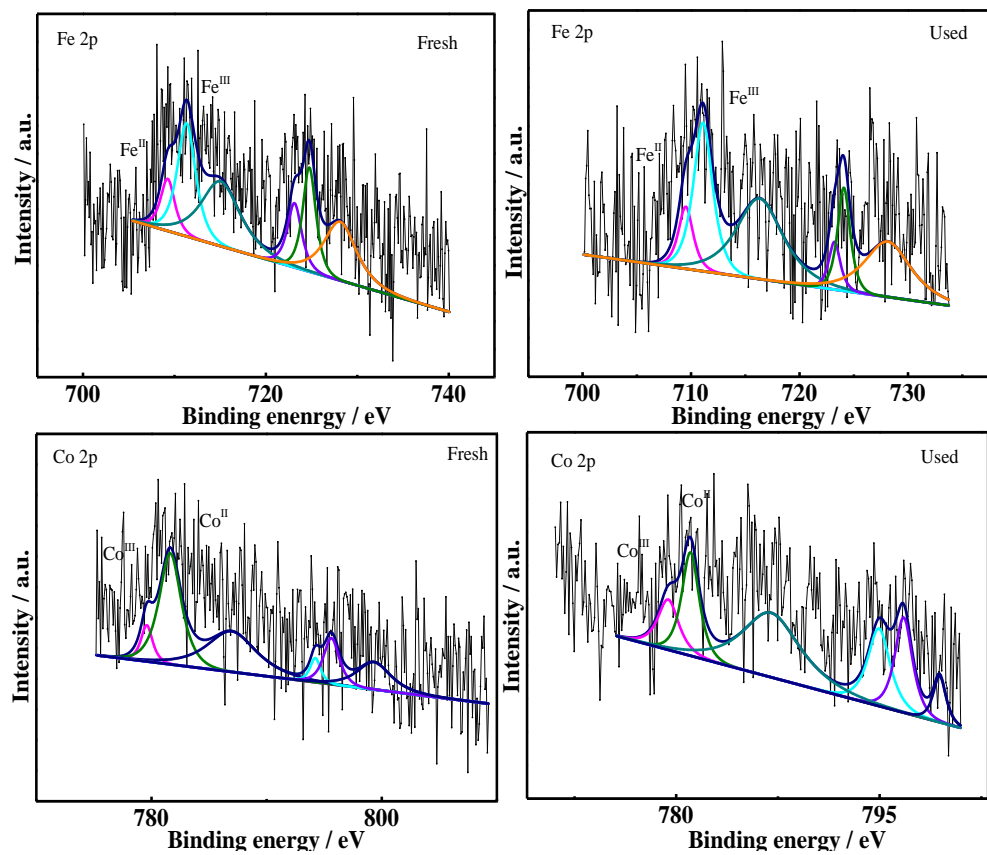 Fe 2p
Fresh
Fe^III
Fe^II
Intensity / a.u.
700
720
740
Binding enenrgy / eV
Fe 2p
Used
Fe^III
Fe^II
Intensity / a.u.
700
710
720
730
Binding energy / eV
Co 2p
Fresh
Co^II
Co^III
Intensity / a.u.
780
800
Binding energy / eV
Co 2p
Used
Co^II
Co^III
Intensity / a.u.
780
795
Binding energy / eV